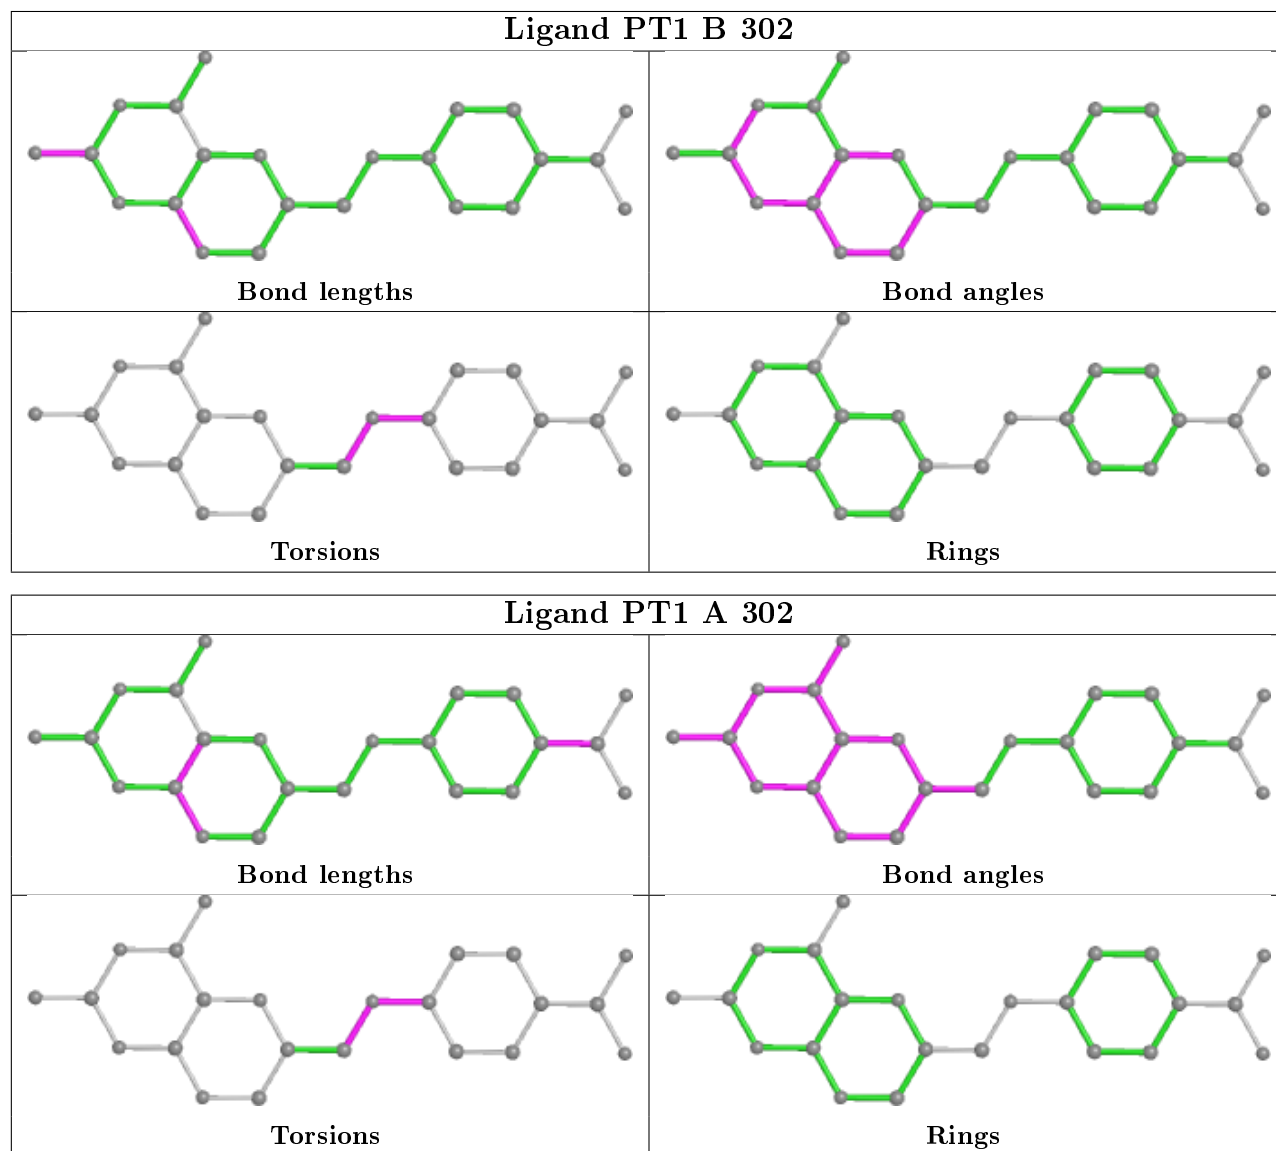 Ligand PT1 B 302
Bond lengths
Bond angles
Torsions
Rings
Ligand PT1 A 302
Bond lengths
Bond angles
Torsions
Rings